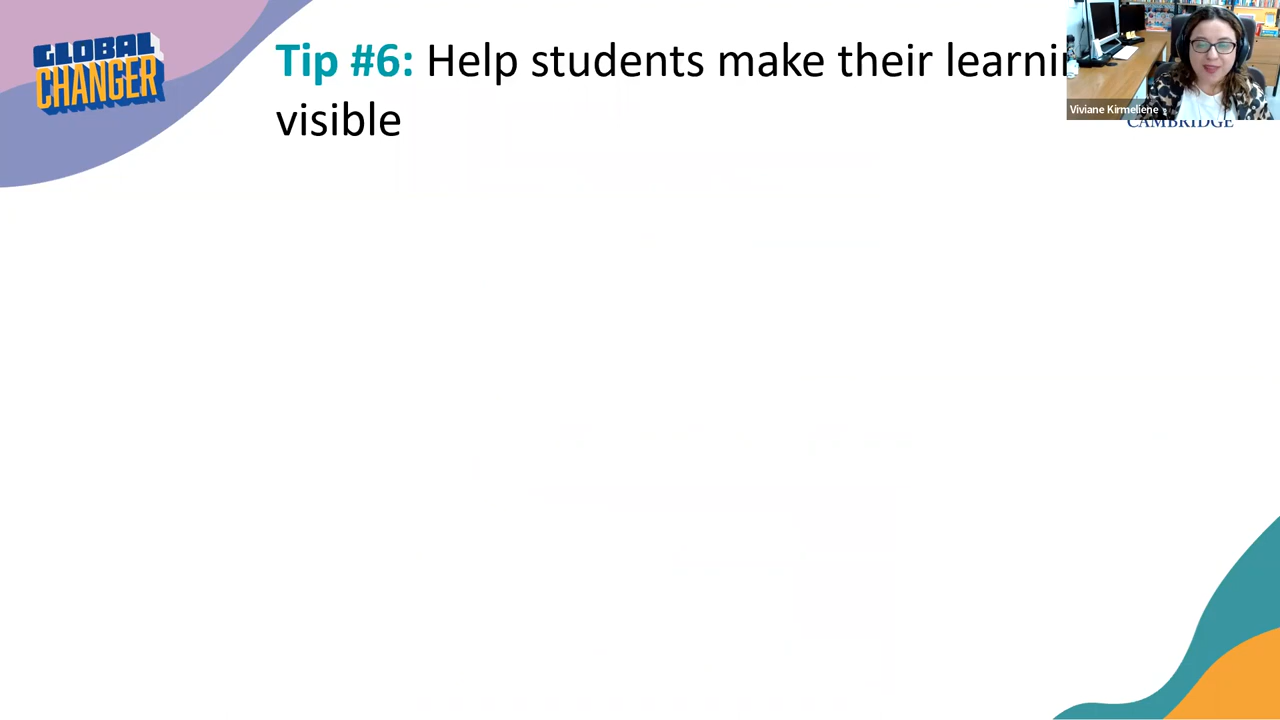 GLOBAL
CHANGER
Tip #6: Help students make their learni
visible
Viviane Kirmeliene
CAMBRIDGE